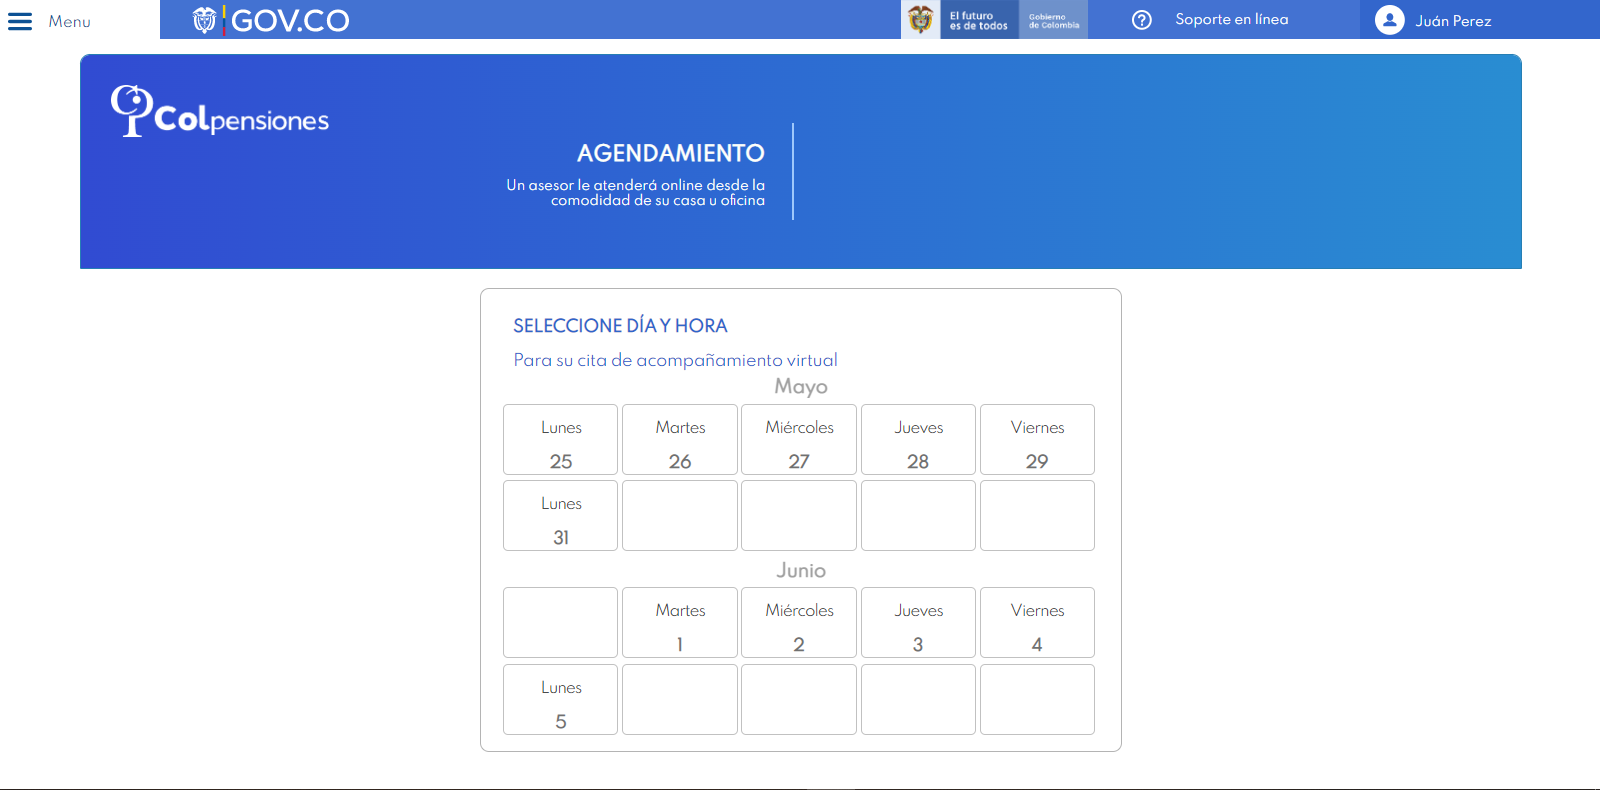 Menu
GOV.CO
El futuro
es de todos
Gobierno
de Colombia
Soporte en línea
Juán Perez
Colpensiones
AGENDAMIENTO
Un asesor le atenderá online desde la
comodidad de su casa u oficina
SELECCIONE DÍA Y HORA
Para su cita de acompañamiento virtual
Mayo
Lunes Martes Miércoles Jueves Viernes
25 26 27 28 29
Lunes
31
Junio
Martes Miércoles Jueves Viernes
1 2 3 4
Lunes
5